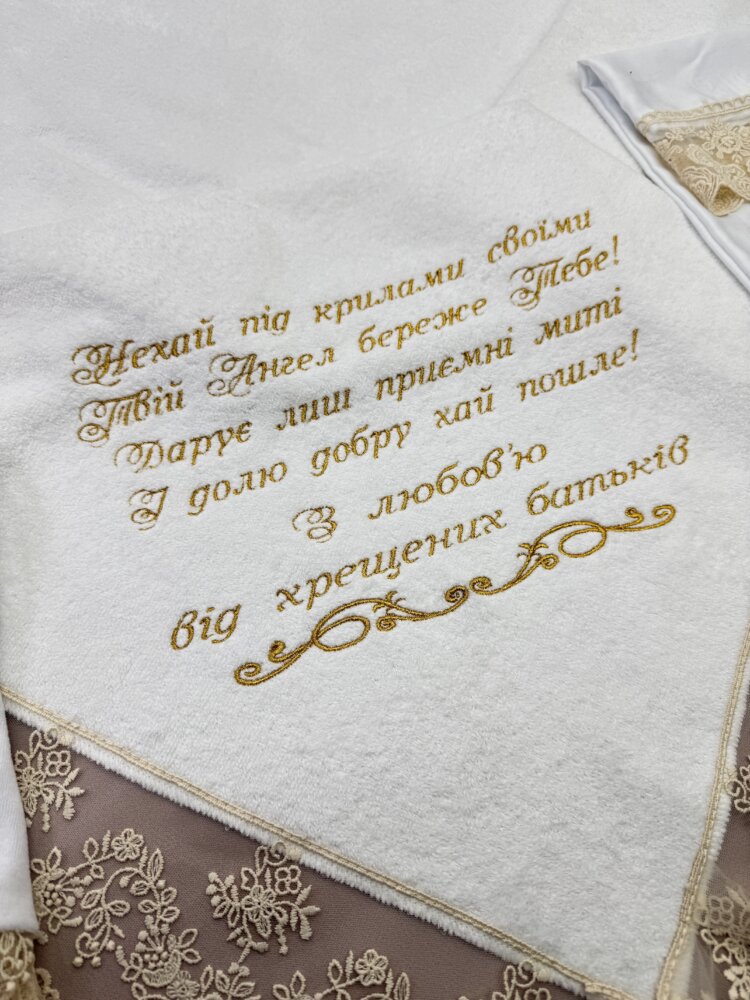 Нехай під крилами своїми
Твій Ангел береже Тебе!
Дарує лиш приємні миті
І долю добру хай пошле!
З любов'ю
від хрещених батьків